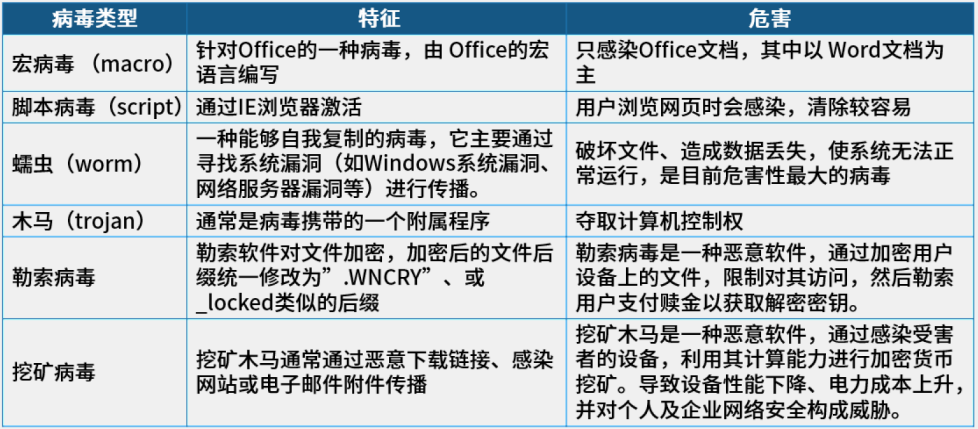 病毒类型 特征 危害
宏病毒 （macro） 针对Office的一种病毒，由 Office的宏语言编写 只感染Office文档，其中以 Word文档为主
脚本病毒（script） 通过IE浏览器激活 用户浏览网页时会感染，清除较容易
蠕虫（worm） 一种能够自我复制的病毒，它主要通过寻找系统漏洞（如Windows系统漏洞、网络服务器漏洞等）进行传播。 破坏文件、造成数据丢失，使系统无法正常运行，是目前危害性最大的病毒
木马（trojan） 通常是病毒携带的一个附属程序 夺取计算机控制权
勒索病毒 勒索软件对文件加密，加密后的文件后缀统一修改为”.WNCRY”、或_locked类似的后缀 勒索病毒是一种恶意软件，通过加密用户设备上的文件，限制对其访问，然后勒索用户支付赎金以获取解密密钥。
挖矿病毒 挖矿木马通常通过恶意下载链接、感染网站或电子邮件附件传播 挖矿木马是一种恶意软件，通过感染受害者的设备，利用其计算能力进行加密货币挖矿。导致设备性能下降、电力成本上升，并对个人及企业网络安全构成威胁。